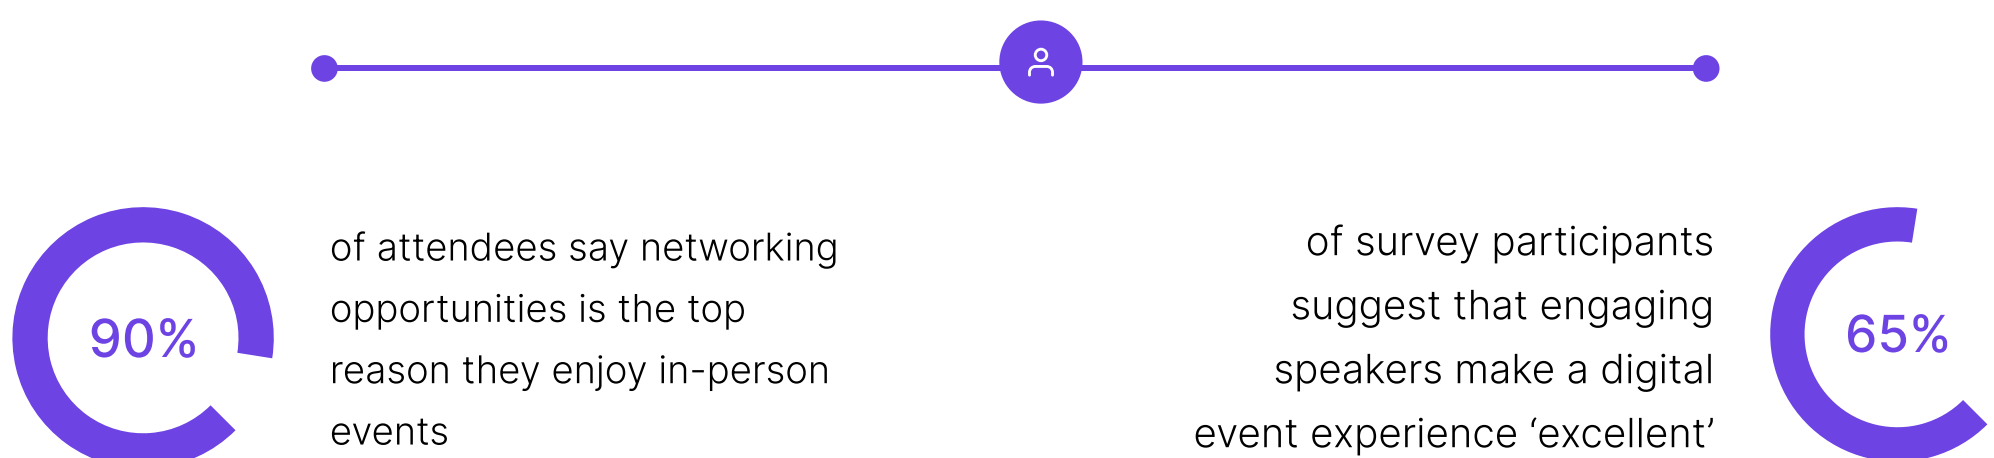 90%
of attendees say networking
opportunities is the top
reason they enjoy in-person
events
of survey participants
suggest that engaging
speakers make a digital
event experience ‘excellent’
65%